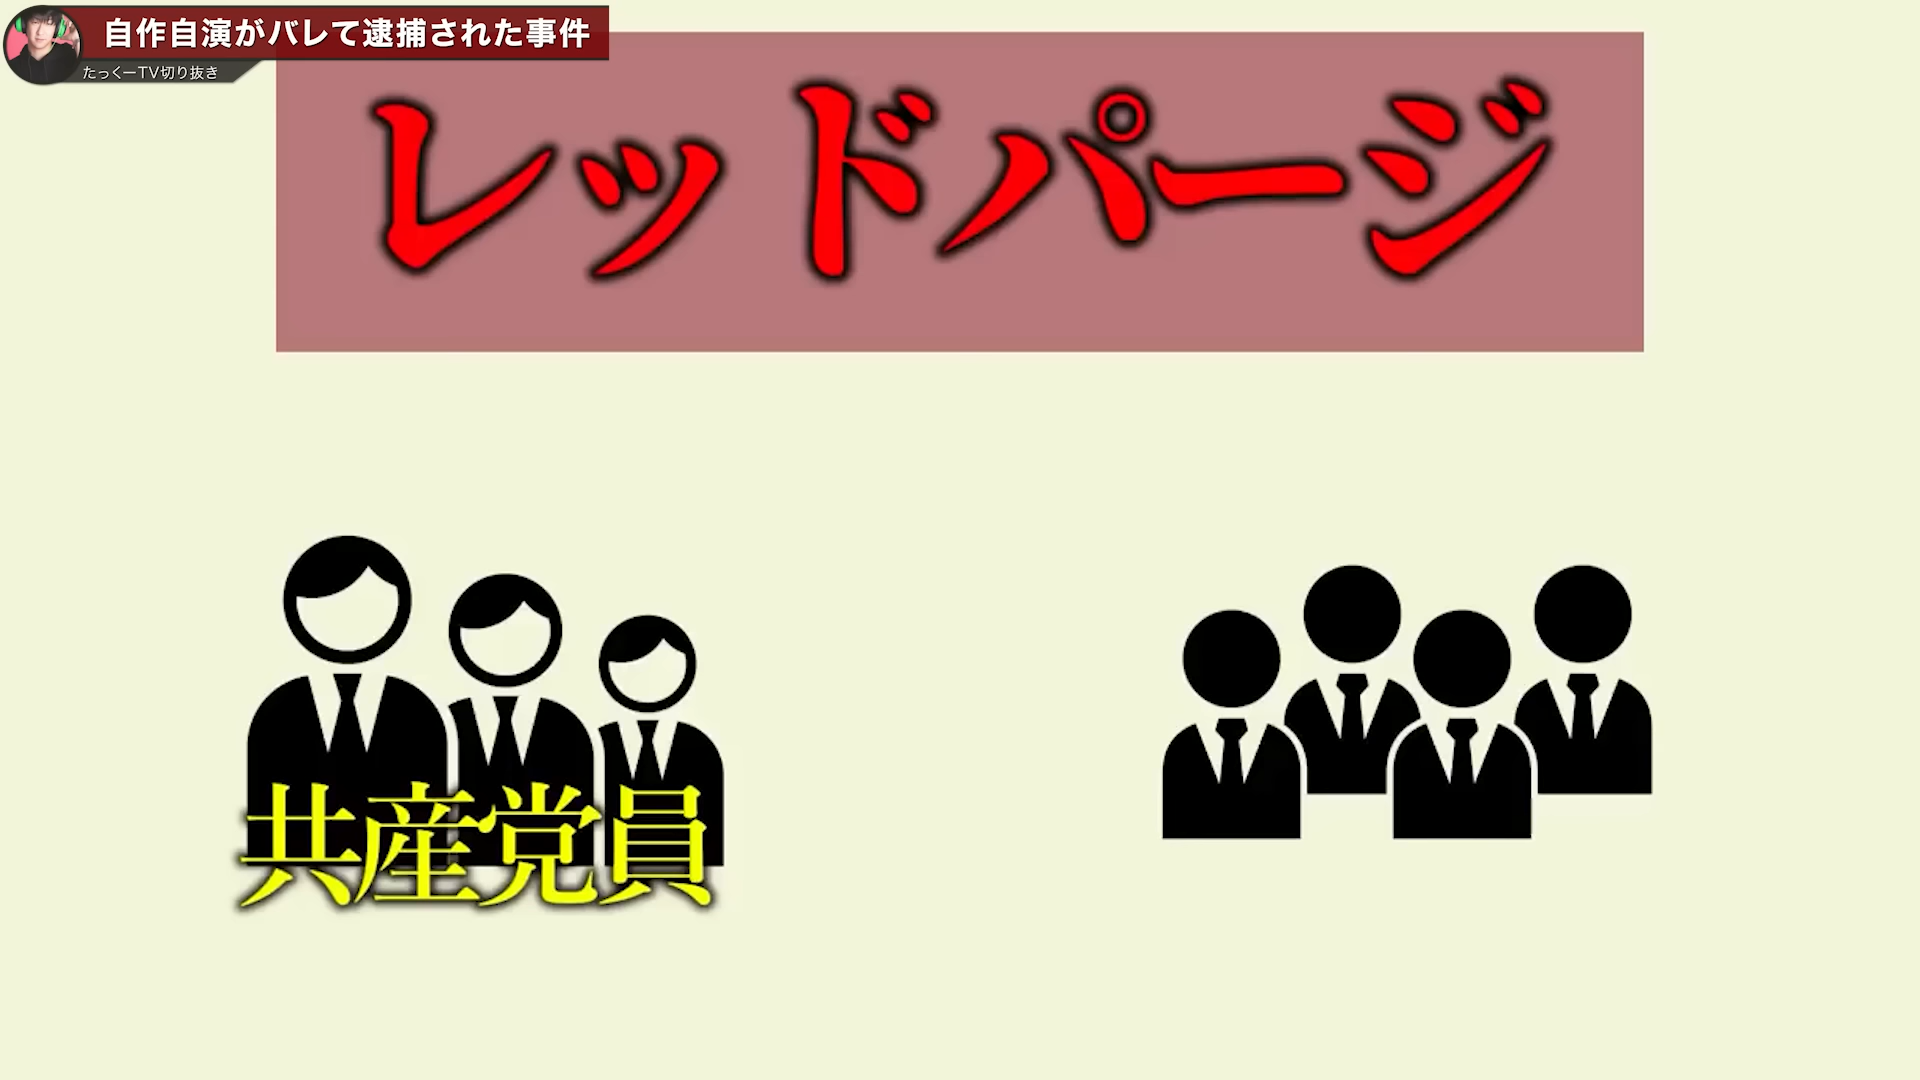 自作自演がバレて逮捕された事件
たっくーTV切り抜き
レッドパージ
共産党員